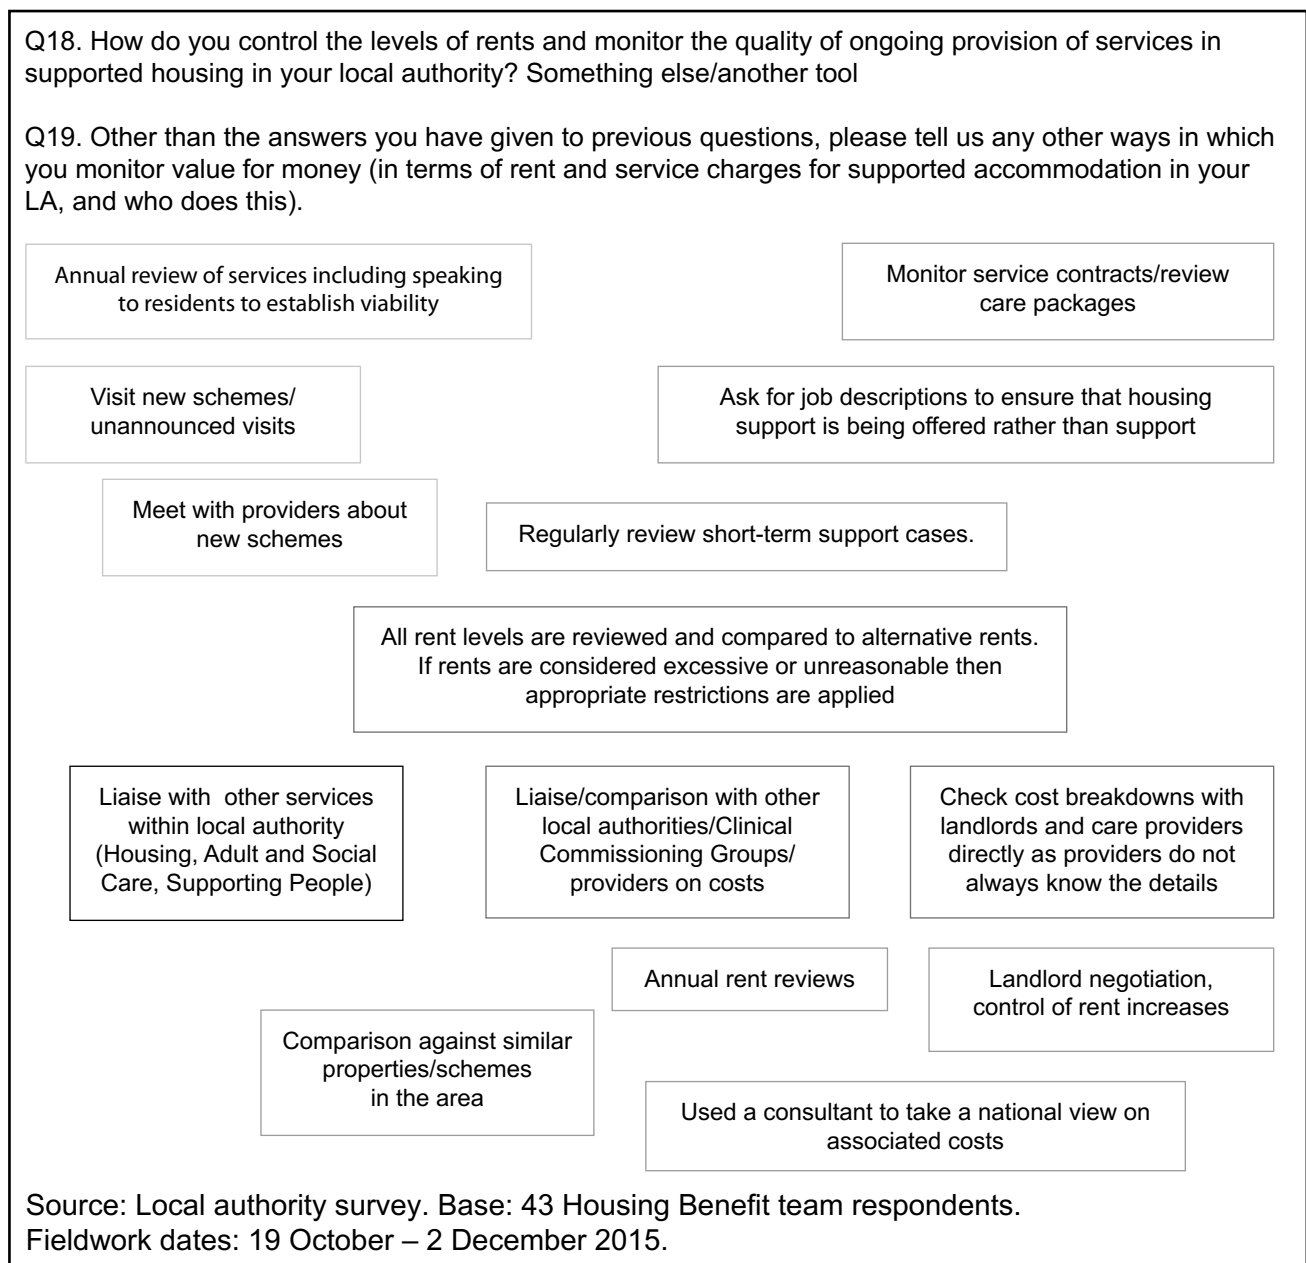 Q18. How do you control the levels of rents and monitor the quality of ongoing provision of services in
supported housing in your local authority? Something else/another tool
Q19. Other than the answers you have given to previous questions, please tell us any other ways in which
you monitor value for money (in terms of rent and service charges for supported accommodation in your
LA, and who does this).
Annual review of services including speaking
to residents to establish viability
Monitor service contracts/review
care packages
Visit new schemes/
unannounced visits
Ask for job descriptions to ensure that housing
support is being offered rather than support
Meet with providers about
new schemes
Regularly review short-term support cases.
All rent levels are reviewed and compared to alternative rents.
If rents are considered excessive or unreasonable then
appropriate restrictions are applied
Liaise with other services
within local authority
(Housing, Adult and Social
Care, Supporting People)
Liaise/comparison with other
local authorities/Clinical
Commissioning Groups/
providers on costs
Check cost breakdowns with
landlords and care providers
directly as providers do not
always know the details
Annual rent reviews
Landlord negotiation,
control of rent increases
Comparison against similar
properties/schemes
in the area
Used a consultant to take a national view on
associated costs
Source: Local authority survey. Base: 43 Housing Benefit team respondents.
Fieldwork dates: 19 October – 2 December 2015.